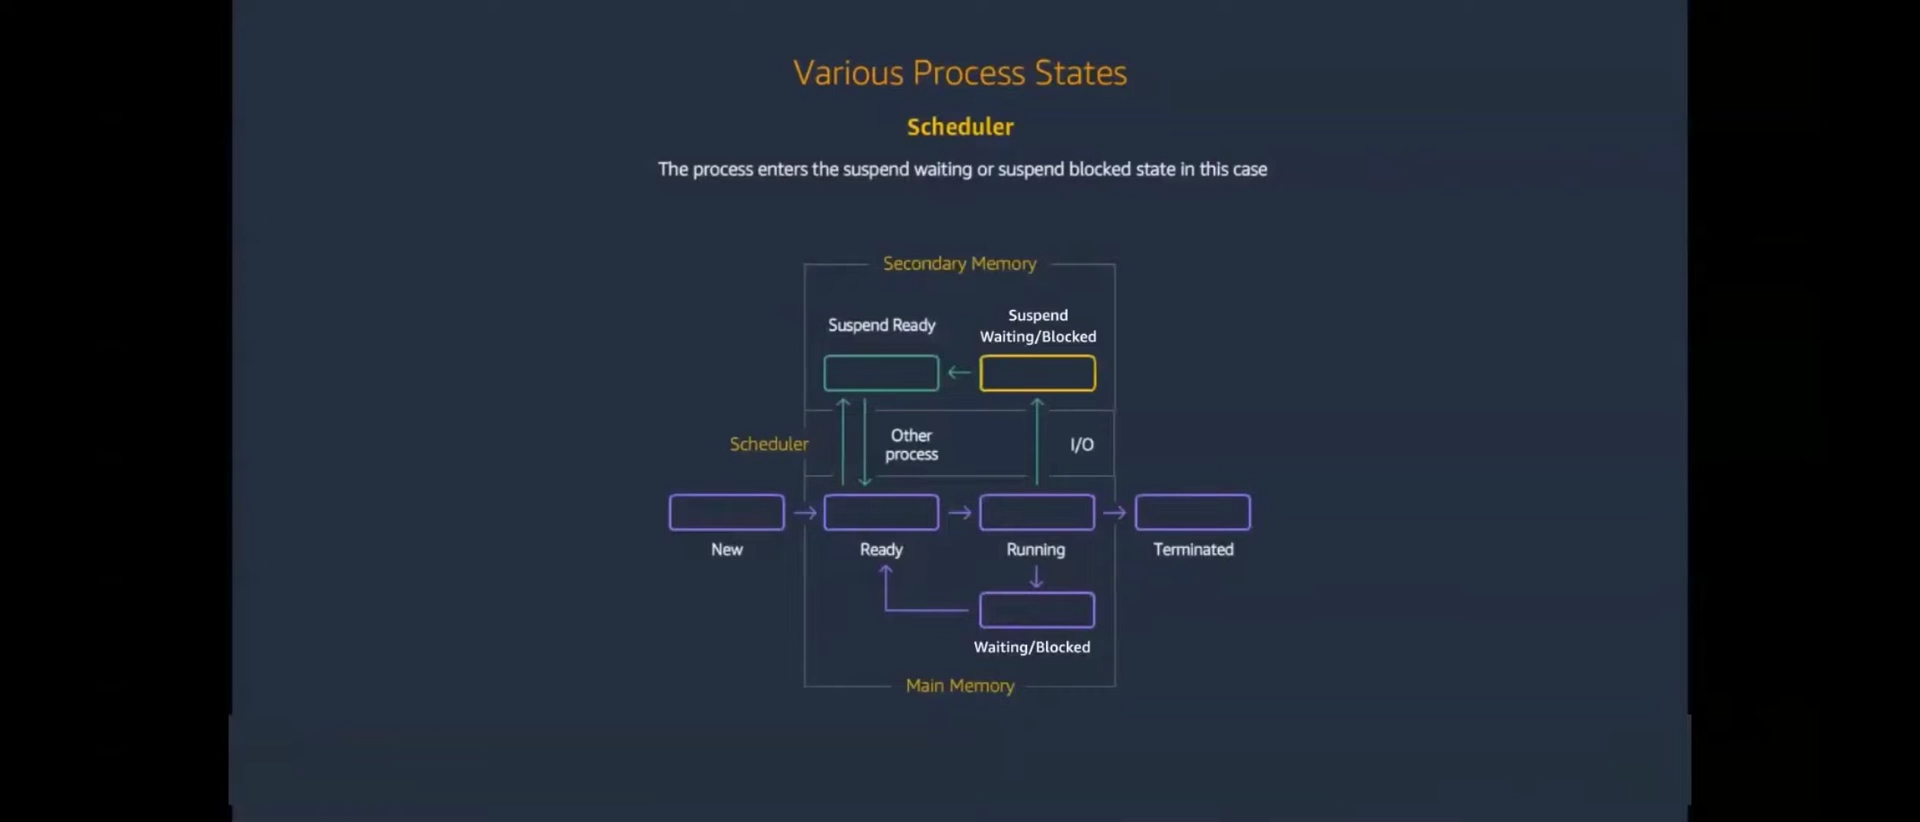 Various Process States
Scheduler
The process enters the suspend waiting or suspend blocked state in this case
Secondary Memory
Suspend Ready
Suspend
Waiting/Blocked
Scheduler
Other
process
I/O
New
Ready
Running
Terminated
Waiting/Blocked
Main Memory